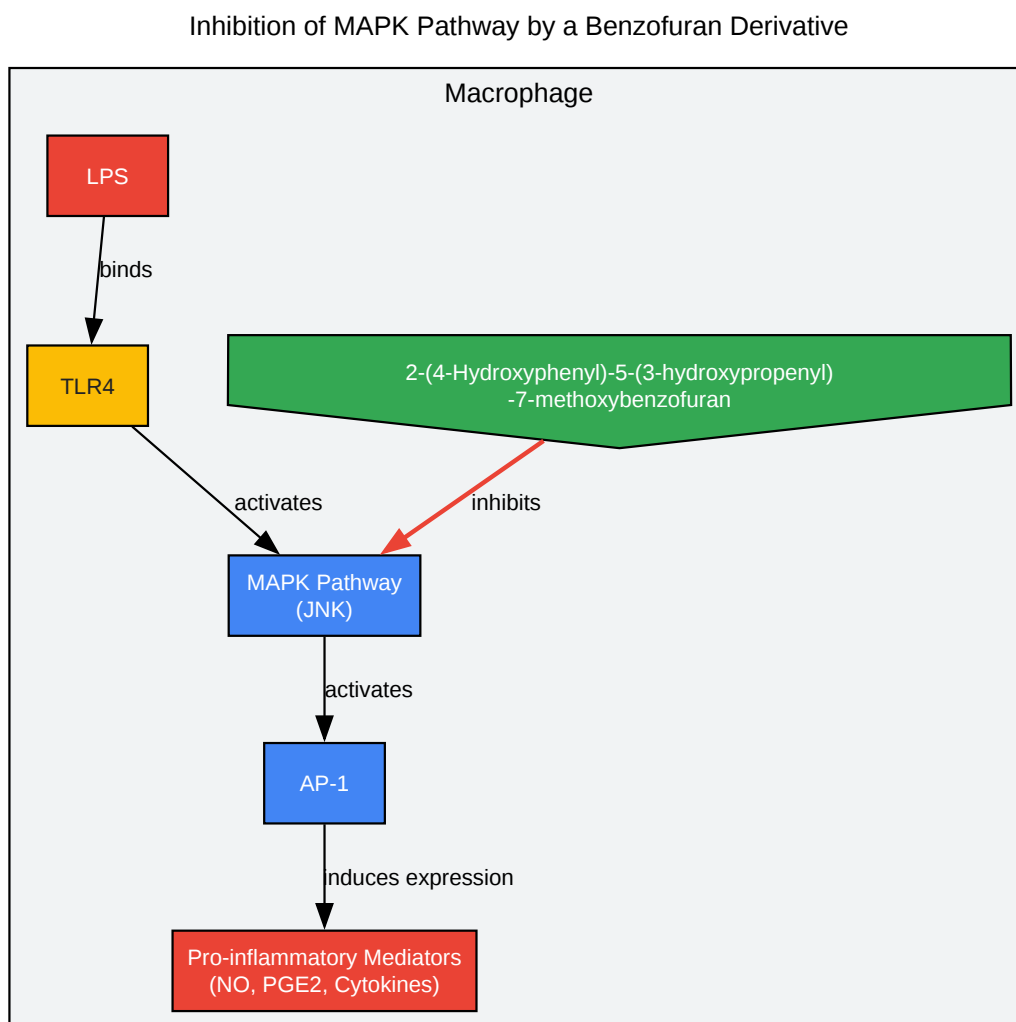 Inhibition of MAPK Pathway by a Benzofuran Derivative
Macrophage
LPS
binds
TLR4
2-(4-Hydroxyphenyl)-5-(3-hydroxypropenyl)
-7-methoxybenzofuran
activates
inhibits
MAPK Pathway
(JNK)
activates
AP-1
induces expression
Pro-inflammatory Mediators
(NO, PGE2, Cytokines)